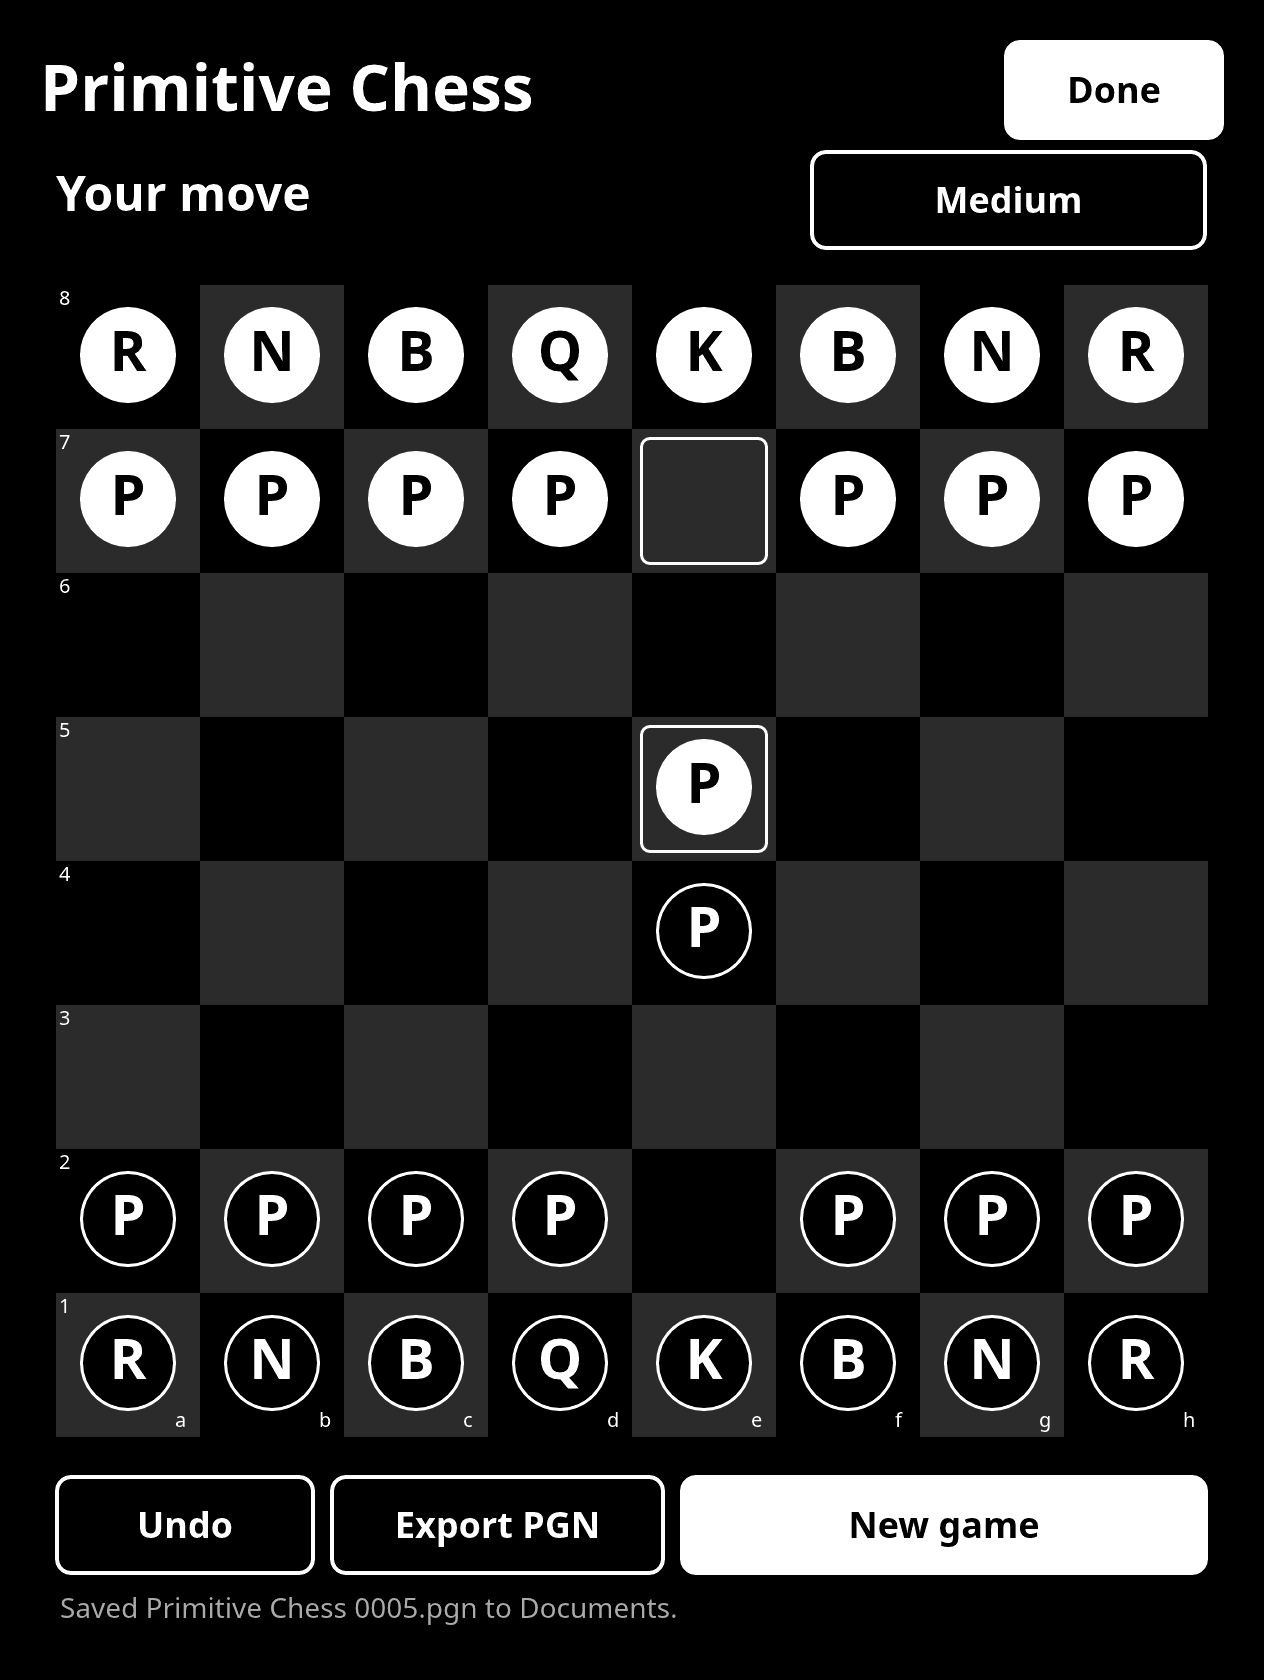 Primitive Chess
Done
Your move
Medium
8
R N B Q K B N R
7
P P P P P P P
6
5
P
4
P
3
2
P P P P P P P
1
R N B Q K B N R
a b c d e f g h
Undo
Export PGN
New game
Saved Primitive Chess 0005.pgn to Documents.